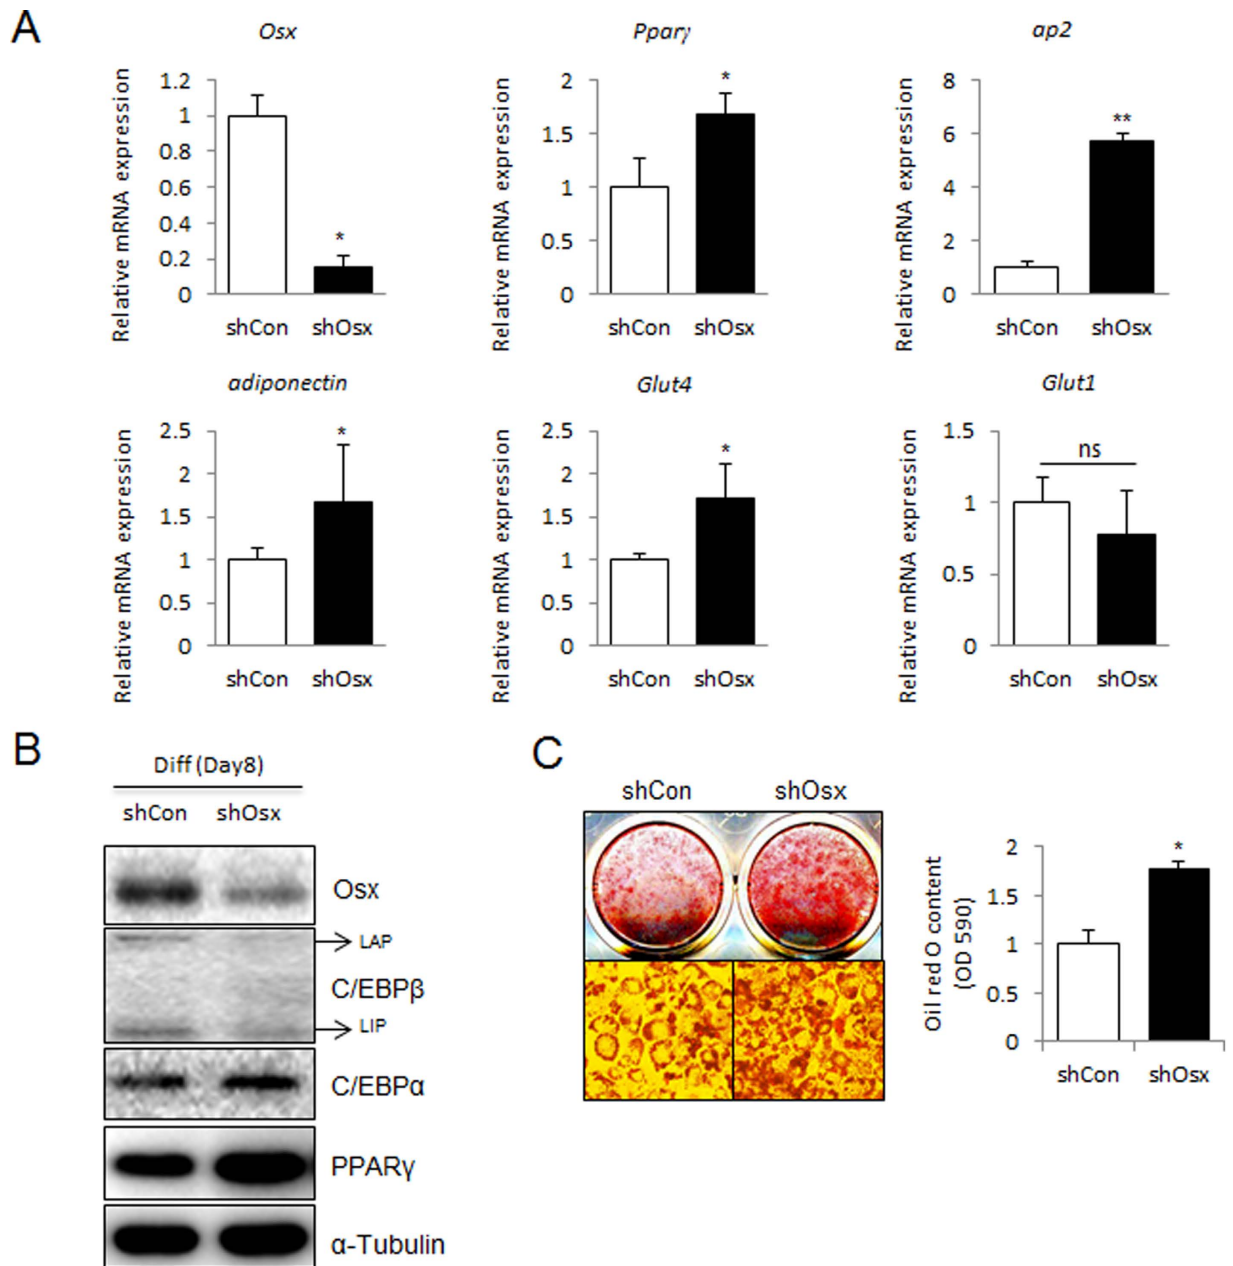 A
Osx
Relative mRNA expression
1.2
1
0.8
0.6
0.4
0.2
0
*
shCon shOsx
Pparγ
Relative mRNA expression
2
1.5
1
0.5
0
*
shCon shOsx
ap2
Relative mRNA expression
8
6
4
2
0
**
shCon shOsx
adiponectin
Relative mRNA expression
2.5
2
1.5
1
0.5
0
*
shCon shOsx
Glut4
Relative mRNA expression
2.5
2
1.5
1
0.5
0
*
shCon shOsx
Glut1
Relative mRNA expression
1.5
1
0.5
0
ns
shCon shOsx
B
Diff (Day8)
shCon shOsx
Osx
LAP
C/EBPβ
LIP
C/EBPα
PPARγ
α-Tubulin
C
shCon shOsx
Oil red O content
(OD 590)
2
1.5
1
0.5
0
*
shCon shOsx